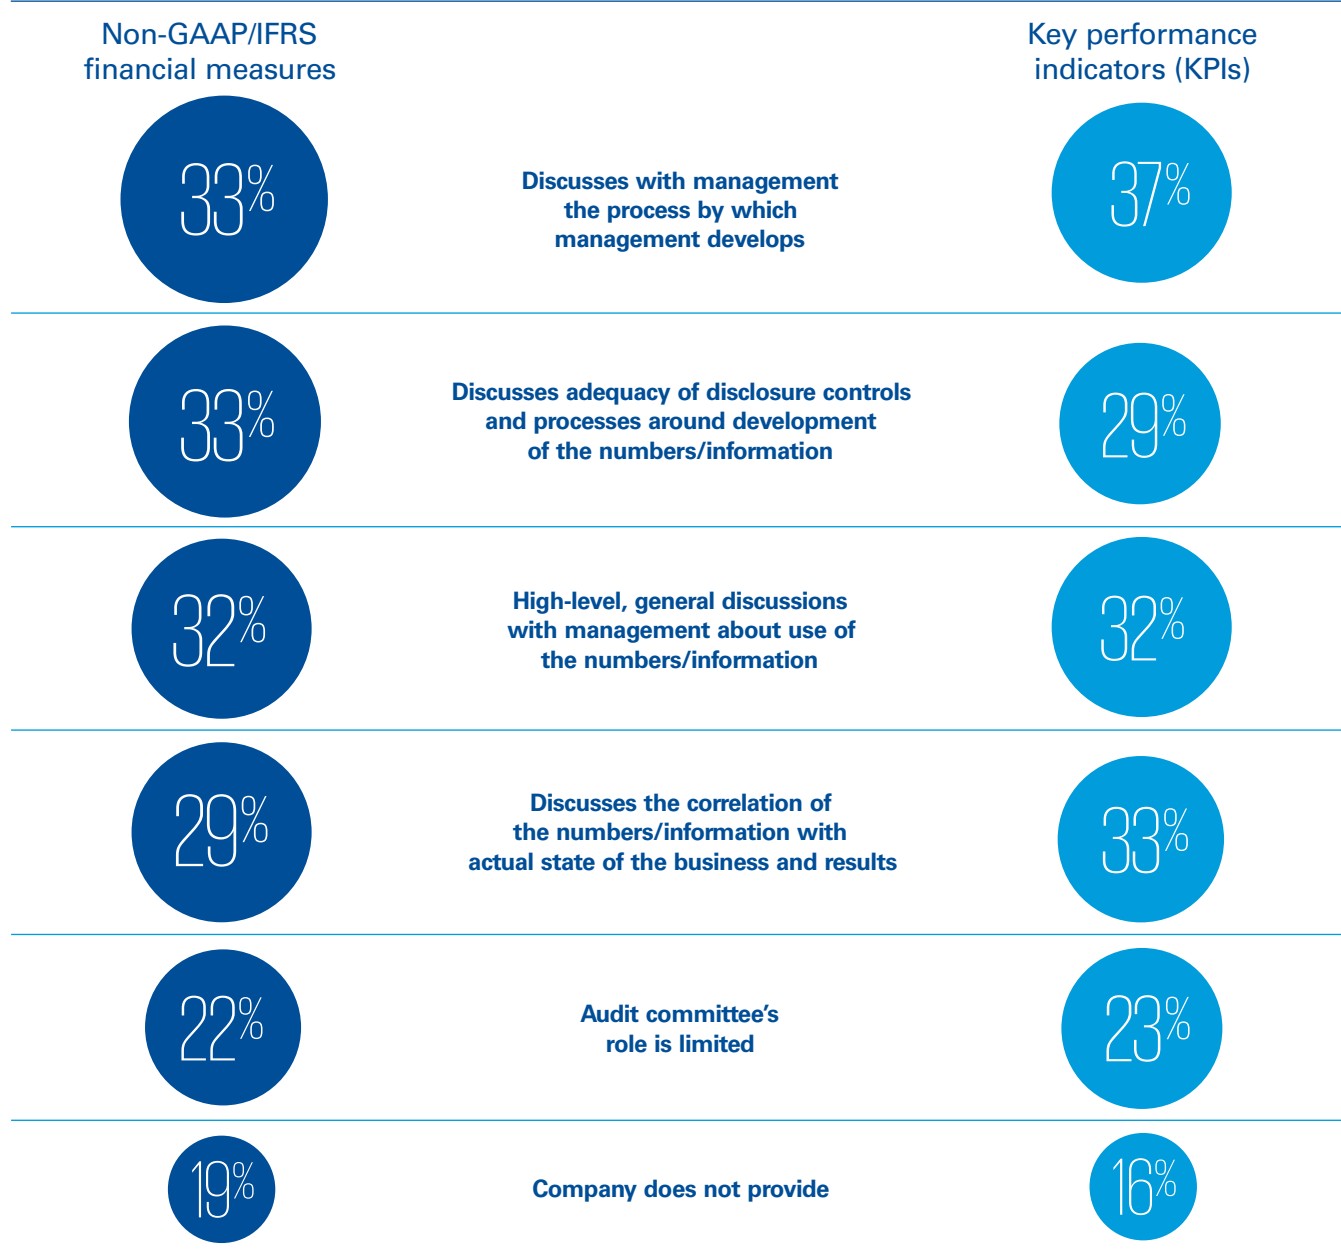 Non-GAAP/IFRS
financial measures
Key performance
indicators (KPIs)
33%
Discusses with management
the process by which
management develops
37%
33%
Discusses adequacy of disclosure controls
and processes around development
of the numbers/information
29%
32%
High-level, general discussions
with management about use of
the numbers/information
32%
29%
Discusses the correlation of
the numbers/information with
actual state of the business and results
33%
22%
Audit committee's
role is limited
23%
19%
Company does not provide
16%